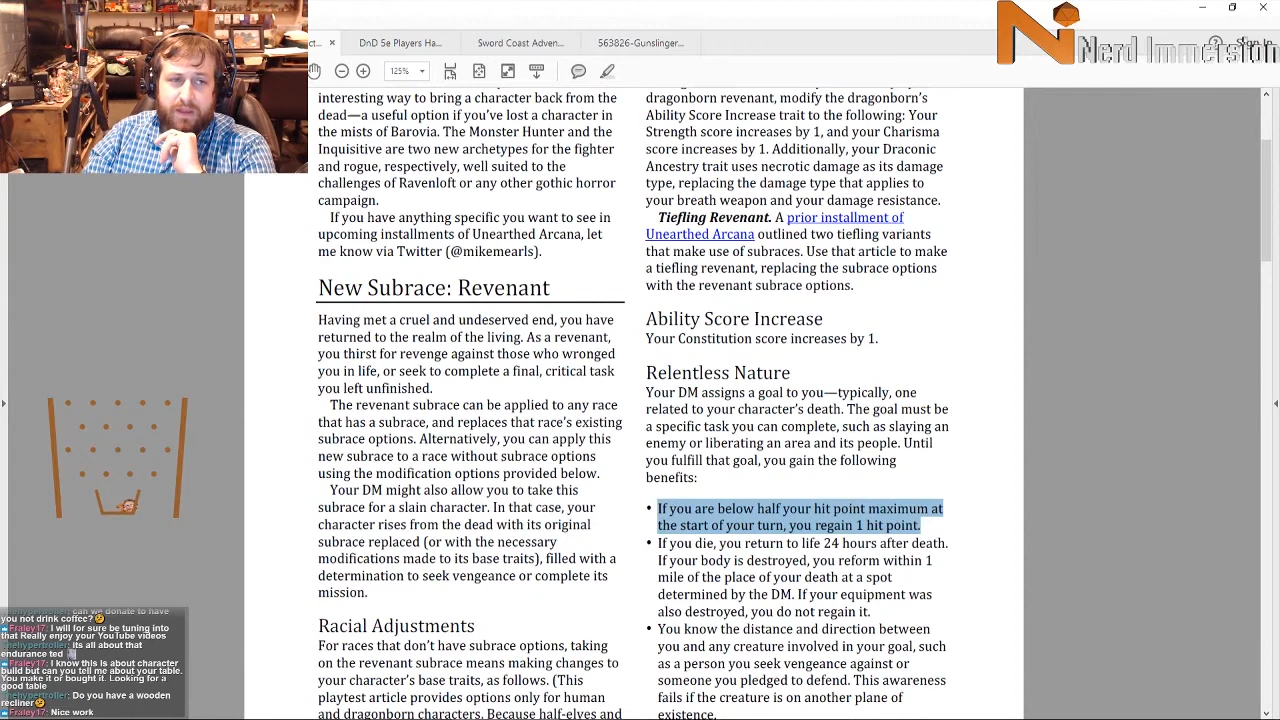 ct...
DnD 5e Players Ha...
Sword Coast Adven...
563826-Gunslinger...
Nerd Immersion
125%
interesting way to bring a character back from the
dead—a useful option if you've lost a character in
the mists of Barovia. The Monster Hunter and the
Inquisitive are two new archetypes for the fighter
and rogue, respectively, well suited to the
challenges of Ravenloft or any other gothic horror
campaign.
If you have anything specific you want to see in
upcoming installments of Unearthed Arcana, let
me know via Twitter (@mikemearls).
New Subrace: Revenant
Having met a cruel and undeserved end, you have
returned to the realm of the living. As a revenant,
you thirst for revenge against those who wronged
you in life, or seek to complete a final, critical task
you left unfinished.
The revenant subrace can be applied to any race
that has a subrace, and replaces that race's existing
subrace options. Alternatively, you can apply this
new subrace to a race without subrace options
using the modification options provided below.
Your DM might also allow you to take this
subrace for a slain character. In that case, your
character rises from the dead with its original
subrace replaced (or with the necessary
modifications made to its base traits), filled with a
determination to seek vengeance or complete its
mission.
Racial Adjustments
For races that don't have subrace options, taking
on the revenant subrace means making changes to
your character's base traits, as follows. (This
playtest article provides options only for human
and dragonborn characters. Because half-elves and
dragonborn revenant, modify the dragonborn's
Ability Score Increase trait to the following: Your
Strength score increases by 1, and your Charisma
score increases by 1. Additionally, your Draconic
Ancestry trait uses necrotic damage as its damage
type, replacing the damage type that applies to
your breath weapon and your damage resistance.
Tiefling Revenant. A prior installment of
Unearthed Arcana outlined two tiefling variants
that make use of subraces. Use that article to make
a tiefling revenant, replacing the subrace options
with the revenant subrace options.
Ability Score Increase
Your Constitution score increases by 1.
Relentless Nature
Your DM assigns a goal to you—typically, one
related to your character's death. The goal must be
a specific task you can complete, such as slaying an
enemy or liberating an area and its people. Until
you fulfill that goal, you gain the following
benefits:
• If you are below half your hit point maximum at
the start of your turn, you regain 1 hit point.
• If you die, you return to life 24 hours after death.
If your body is destroyed, you reform within 1
mile of the place of your death at a spot
determined by the DM. If your equipment was
also destroyed, you do not regain it.
• You know the distance and direction between
you and any creature involved in your goal, such
as a person you seek vengeance against or
someone you pledged to defend. This awareness
fails if the creature is on another plane of
existence.
can we donate to have
you not drink coffee?
Fraley17: I will for sure be tuning into
that Really enjoy your YouTube videos
its all about that
endurance ted
Fraley17: I know this is about character
build but can you tell me about your table.
You make it or bought it. Looking for a
good table
Do you have a wooden
recliner
Fraley17: Nice work